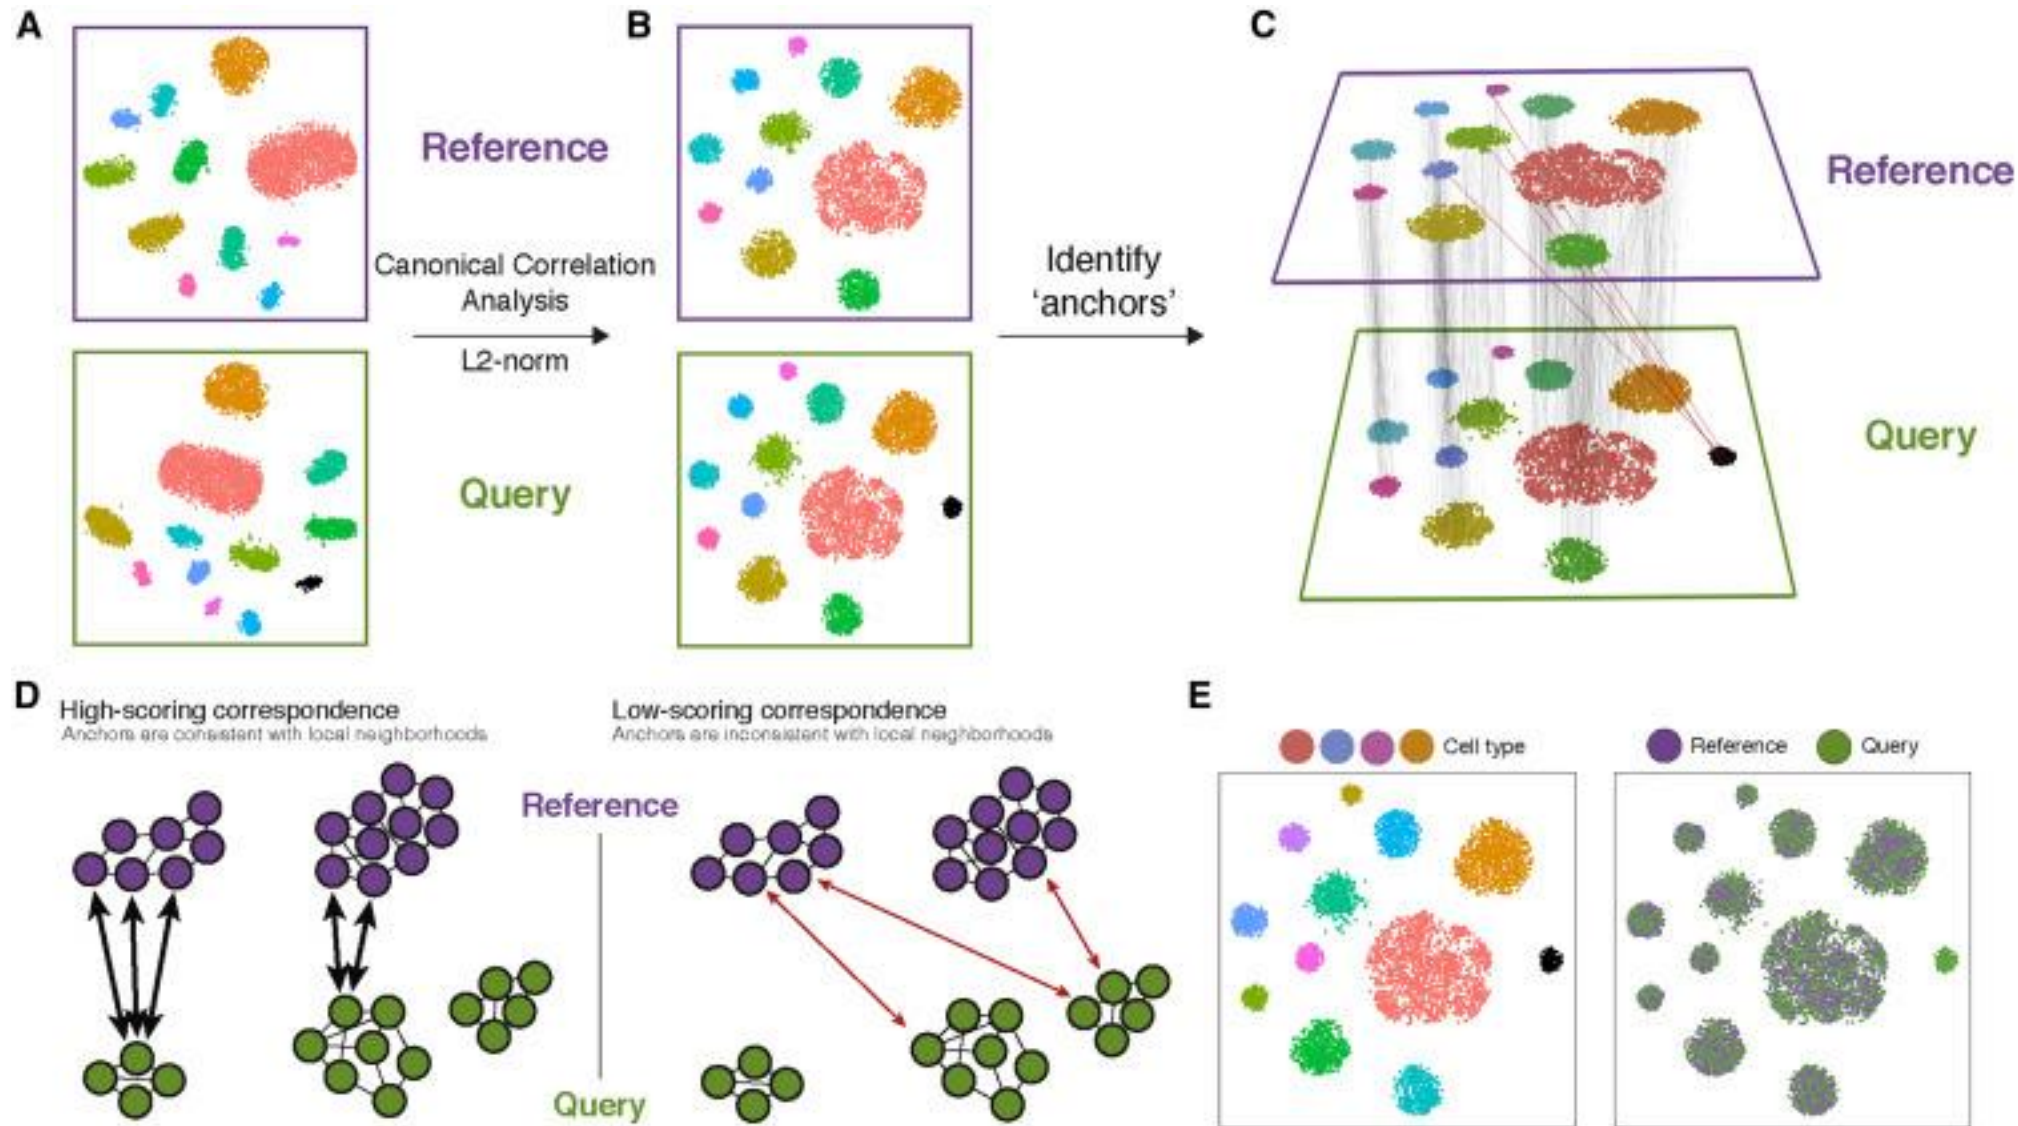 A
B
C
Reference
Canonical Correlation
Analysis
L2-norm
Query
Identify
‘anchors’
Reference
Query
D
High-scoring correspondence
Anchors are consistent with local neighborhoods
Low-scoring correspondence
Anchors are inconsistent with local neighborhoods
Reference
Query
E
Cell type
Reference
Query